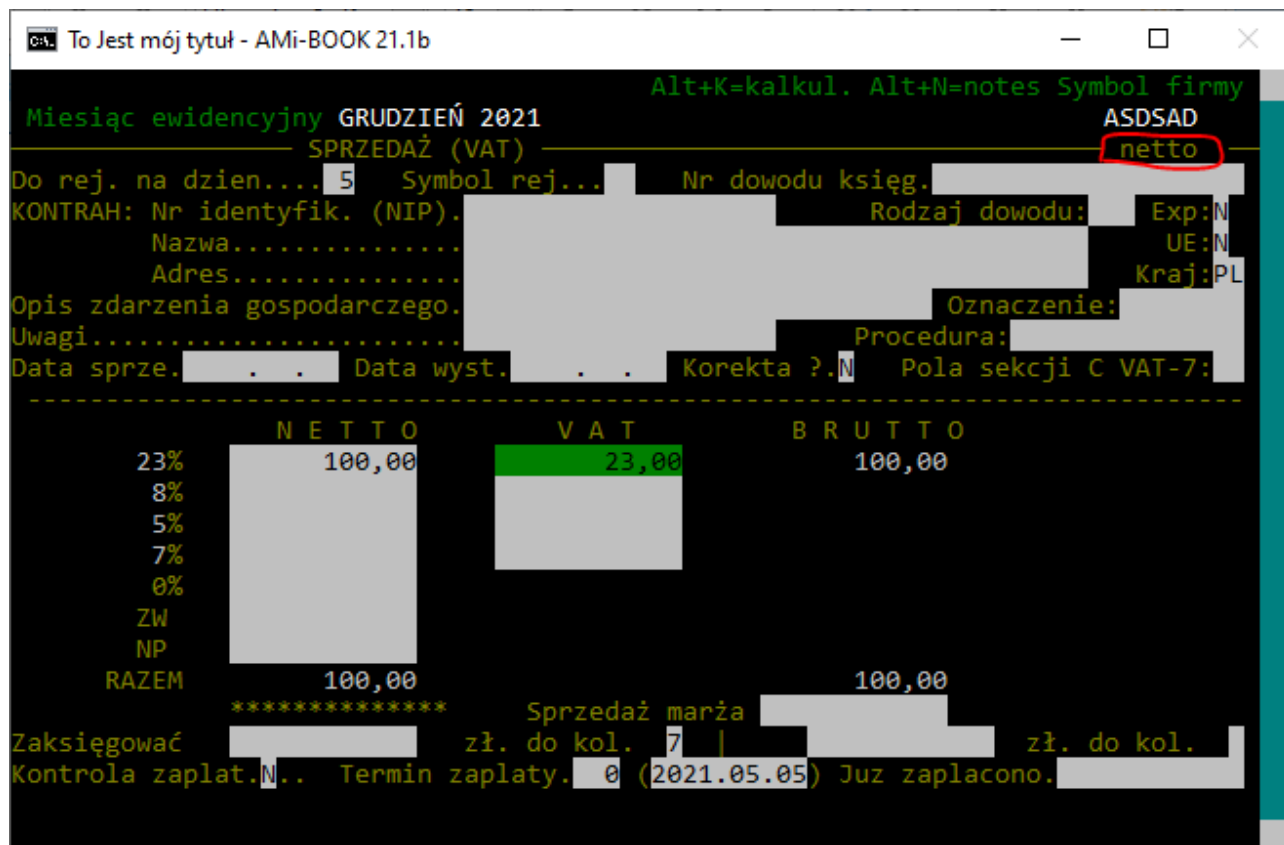 To Jest mój tytuł - AMi-BOOK 21.1b
Alt+K=kalkul. Alt+N=notes Symbol firmy
Miesiąc ewidencyjny GRUDZIEŃ 2021 ASDSAD
SPRZEDAŻ (VAT) netto
Do rej. na dzien.... 5 Symbol rej... Nr dowodu księg.
KONTRAH: Nr identyfik. (NIP). Rodzaj dowodu: Exp:N
Nazwa............... UE:N
Adres............... Kraj:PL
Opis zdarzenia gospodarczego. Oznaczenie:
Uwagi........................ Procedura:
Data sprze. . . Data wyst. . . Korekta ?.N Pola sekcji C VAT-7:
------------------------------------------------------------------------------
N E T T O V A T B R U T T O
23% 100,00 23,00 100,00
8%
5%
7%
0%
ZW
NP
RAZEM 100,00 100,00
************** Sprzedaż marża
Zaksięgować zł. do kol. 7 | zł. do kol.
Kontrola zaplat.N.. Termin zaplaty. 0 (2021.05.05) Juz zaplacono.